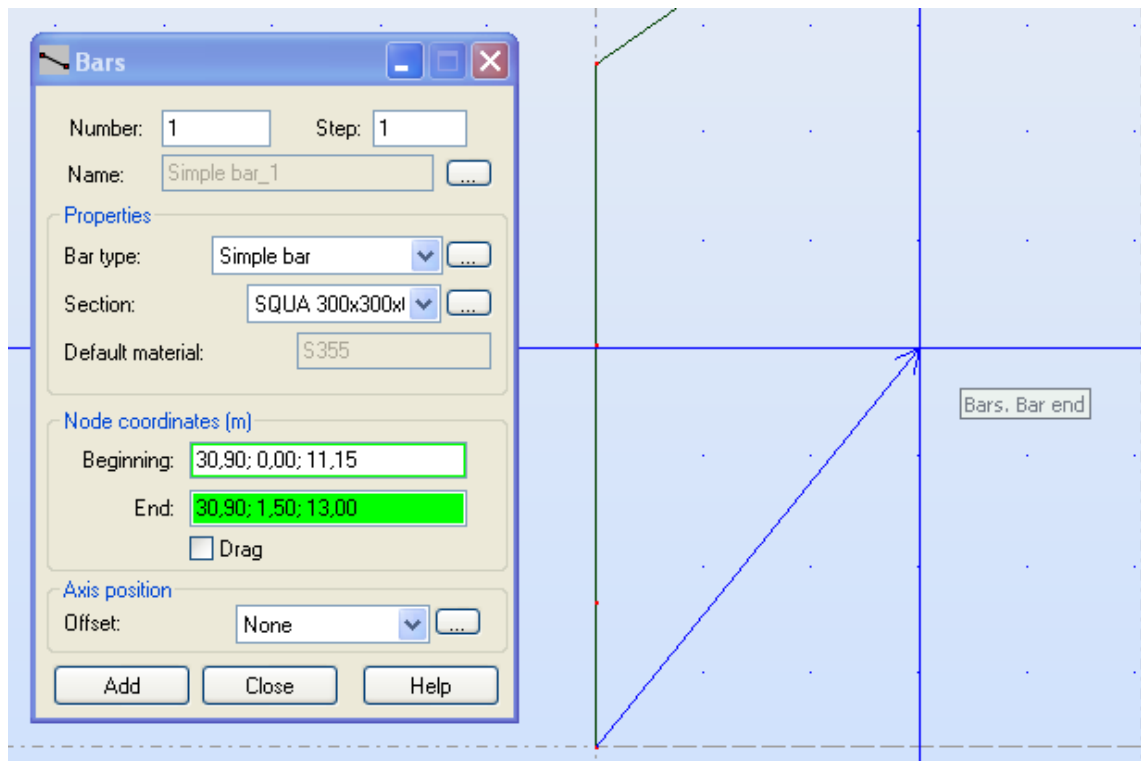 Bars
Number: 1 Step: 1
Name: Simple bar_1 ...
Properties
Bar type: Simple bar ...
Section: SQUA 300x300x ...
Default material: S355
Node coordinates (m)
Beginning: 30,90; 0,00; 11,15
End: 30,90; 1,50; 13,00
Drag
Axis position
Offset: None ...
Add Close Help
Bars. Bar end